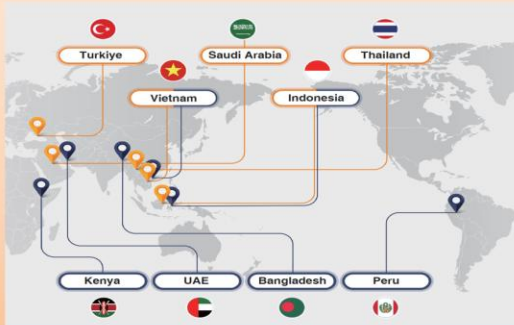 Turkiye
Saudi Arabia
Thailand
Vietnam
Indonesia
Kenya
UAE
Bangladesh
Peru